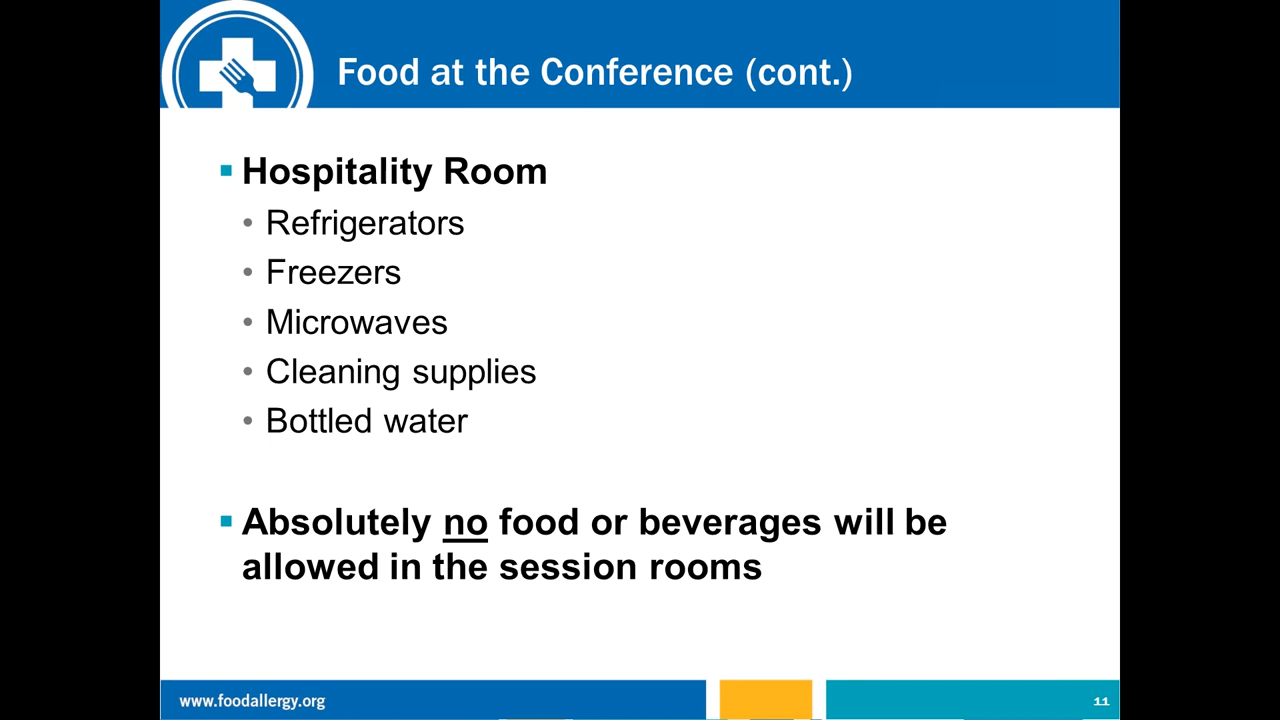 Food at the Conference (cont.)
▪ Hospitality Room
• Refrigerators
• Freezers
• Microwaves
• Cleaning supplies
• Bottled water
▪ Absolutely no food or beverages will be
allowed in the session rooms
www.foodallergy.org
11